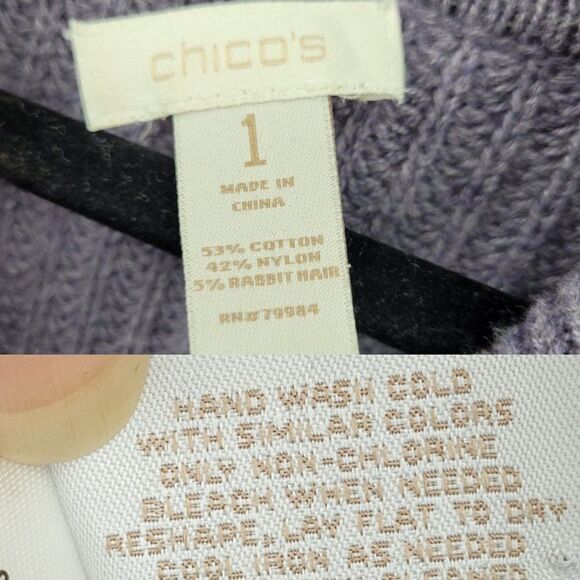 chico's
1
MADE IN
CHINA
53% COTTON
42% NYLON
5% RABBIT HAIR
RN# 79984
HAND WASH COLD
WITH SIMILAR COLORS
ONLY NON-CHLORINE
BLEACH WHEN NEEDED
RESHAPE, LAY FLAT TO DRY
COOL IRON AS NEEDED